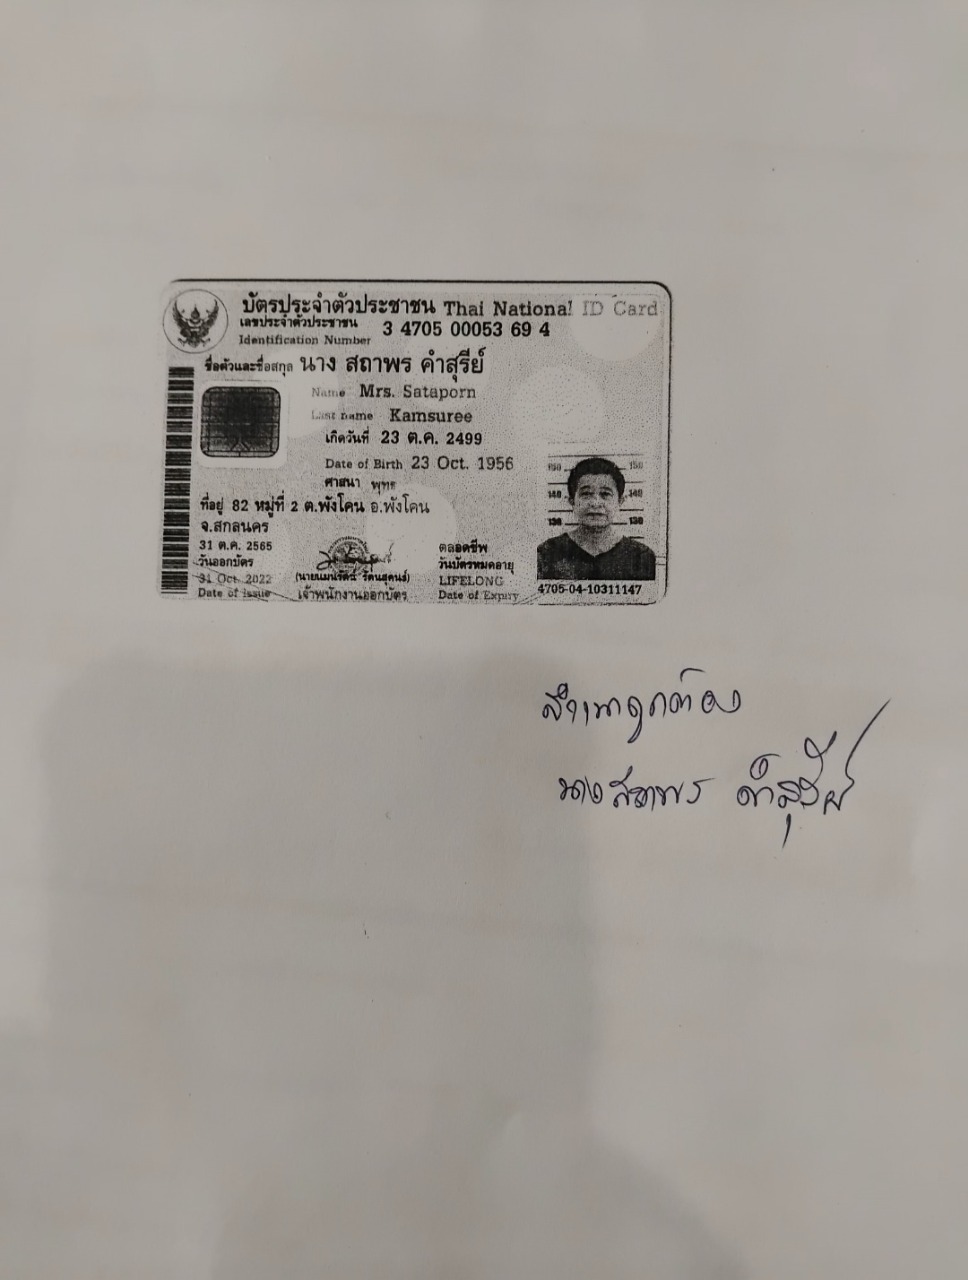 บัตรประจำตัวประชาชน Thai National ID Card
เลขประจำตัวประชาชน 3 4705 00053 69 4
Identification Number
ชื่อตัวและชื่อสกุล นาง สถาพร คำสุรีย์
Name Mrs. Sataporn
Last name Kamsuree
เกิดวันที่ 23 ต.ค. 2499
Date of Birth 23 Oct. 1956
ศาสนา พุทธ
ที่อยู่ 82 หมู่ที่ 2 ต.พังโคน อ.พังโคน
จ.สกลนคร
31 ต.ค. 2565
วันออกบัตร
31 Oct. 2022
Date of Issue
เจ้าพนักงานออกบัตร
ตลอดชีพ
วันบัตรหมดอายุ
LIFELONG
Date of Expiry
150 150
140 140
130 130
4705-04-10311147
สำเนาถูกต้อง
นางสถาพร คำสุรีย์